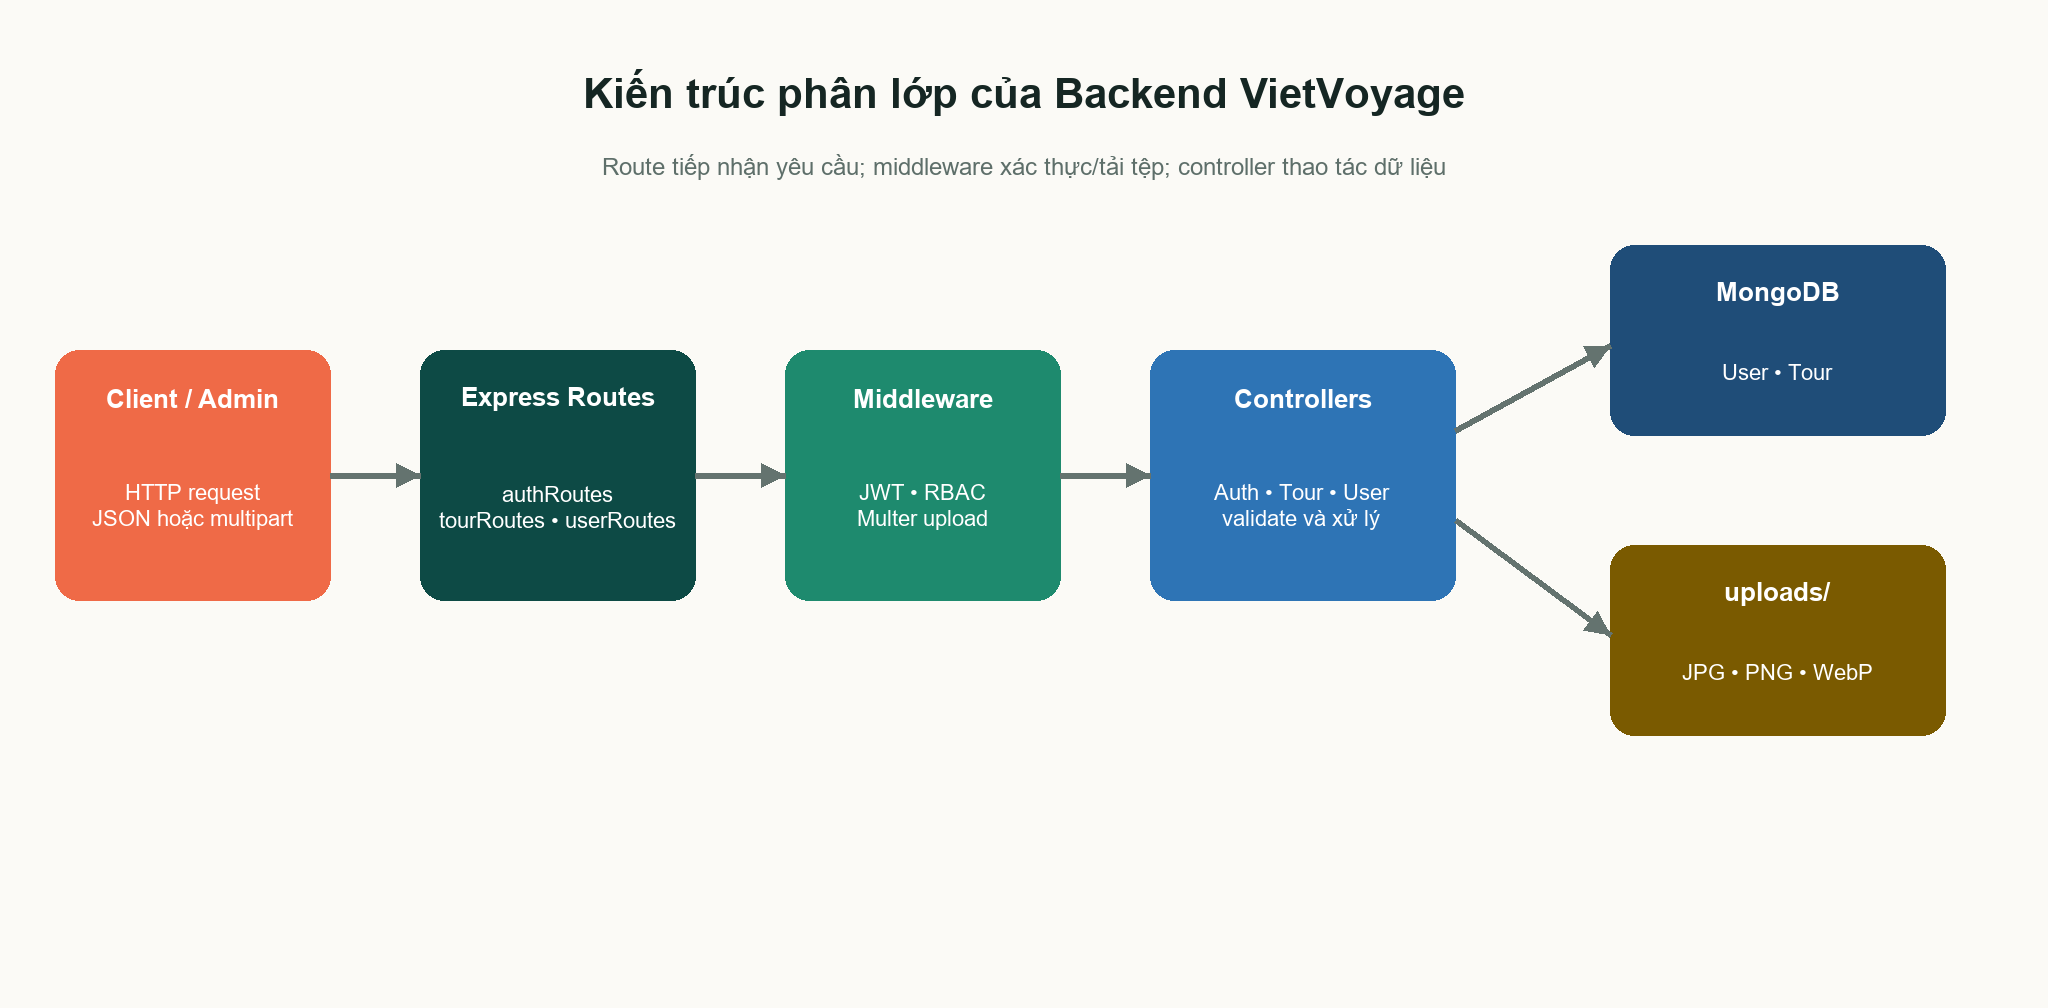 Kiến trúc phân lớp của Backend VietVoyage
Route tiếp nhận yêu cầu; middleware xác thực/tải tệp; controller thao tác dữ liệu
Client / Admin
HTTP request
JSON hoặc multipart
Express Routes
authRoutes
tourRoutes • userRoutes
Middleware
JWT • RBAC
Multer upload
Controllers
Auth • Tour • User
validate và xử lý
MongoDB
User • Tour
uploads/
JPG • PNG • WebP